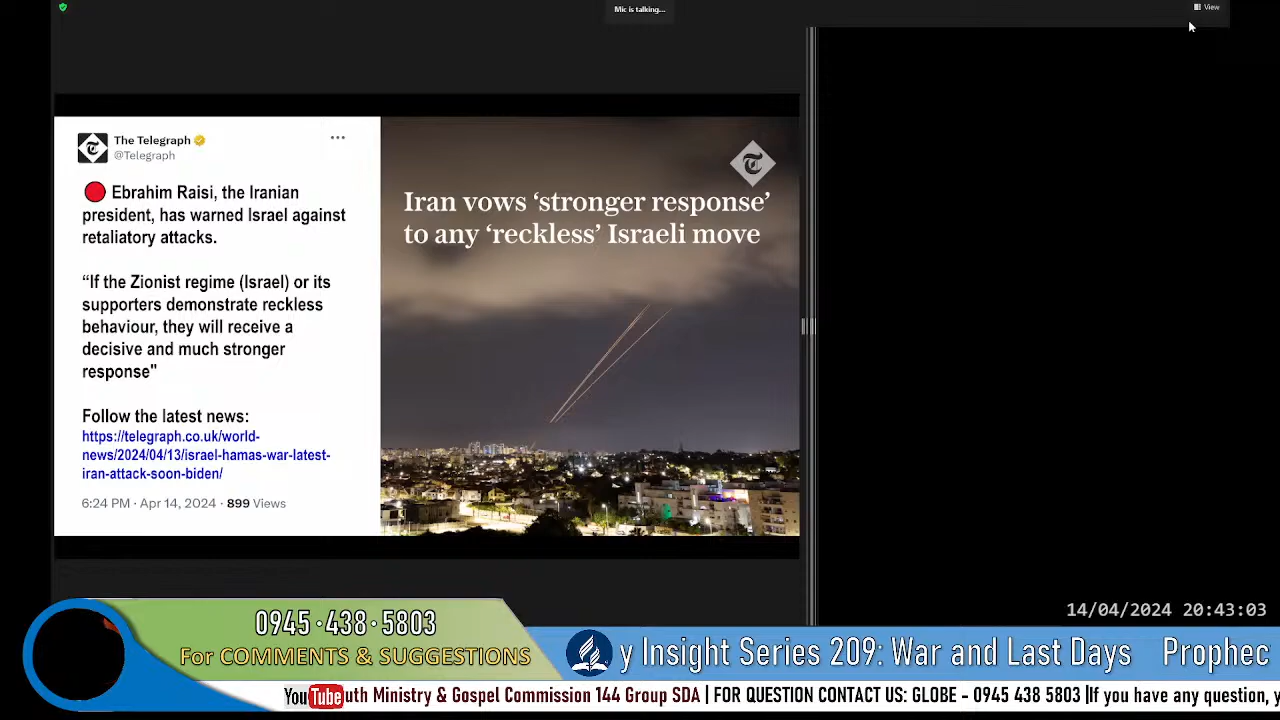 Mic is talking...
View
The Telegraph
@Telegraph
Ebrahim Raisi, the Iranian
president, has warned Israel against
retaliatory attacks.
“If the Zionist regime (Israel) or its
supporters demonstrate reckless
behaviour, they will receive a
decisive and much stronger
response"
Follow the latest news:
https://telegraph.co.uk/world-
news/2024/04/13/israel-hamas-war-latest-
iran-attack-soon-biden/
6:24 PM · Apr 14, 2024 · 899 Views
Iran vows ‘stronger response’
to any ‘reckless’ Israeli move
14/04/2024 20:43:03
0945·438·5803
For COMMENTS & SUGGESTIONS
y Insight Series 209: War and Last Days Prophec
YouTube uth Ministry & Gospel Commission 144 Group SDA | FOR QUESTION CONTACT US: GLOBE - 0945 438 5803 |If you have any question, y